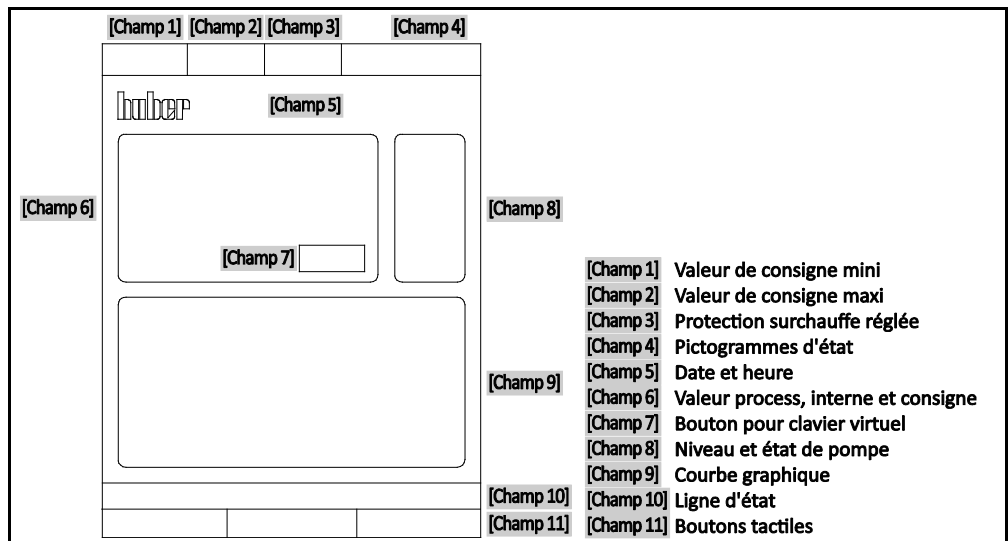 [Champ 1] [Champ 2] [Champ 3] [Champ 4]
huber
[Champ 5]
[Champ 6]
[Champ 8]
[Champ 7]
[Champ 9]
[Champ 10]
[Champ 11]
[Champ 1] Valeur de consigne mini
[Champ 2] Valeur de consigne maxi
[Champ 3] Protection surchauffe réglée
[Champ 4] Pictogrammes d'état
[Champ 5] Date et heure
[Champ 6] Valeur process, interne et consigne
[Champ 7] Bouton pour clavier virtuel
[Champ 8] Niveau et état de pompe
[Champ 9] Courbe graphique
[Champ 10] Ligne d'état
[Champ 11] Boutons tactiles